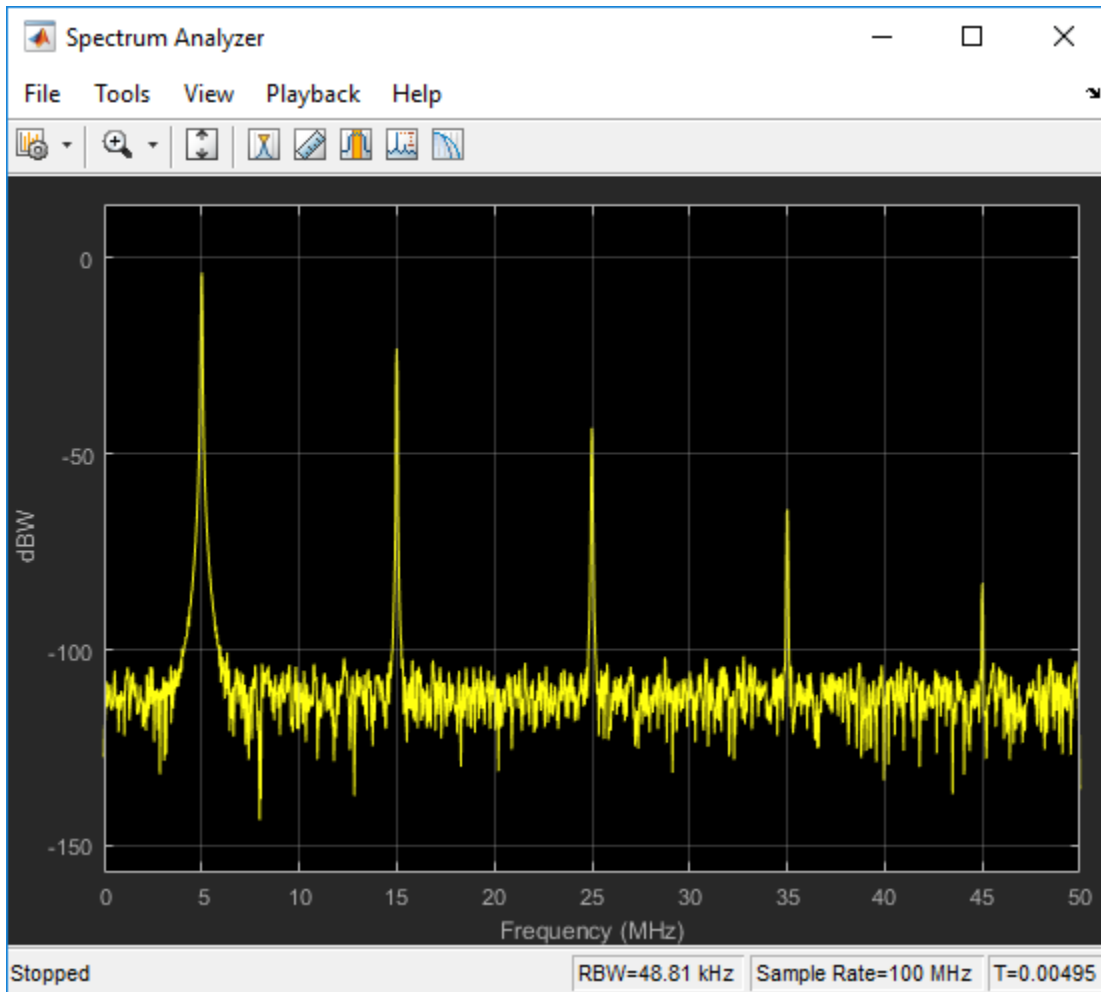 Spectrum Analyzer
File Tools View Playback Help
0
-50
-100
-150
dBW
0 5 10 15 20 25 30 35 40 45 50
Frequency (MHz)
Stopped RBW=48.81 kHz Sample Rate=100 MHz T=0.00495